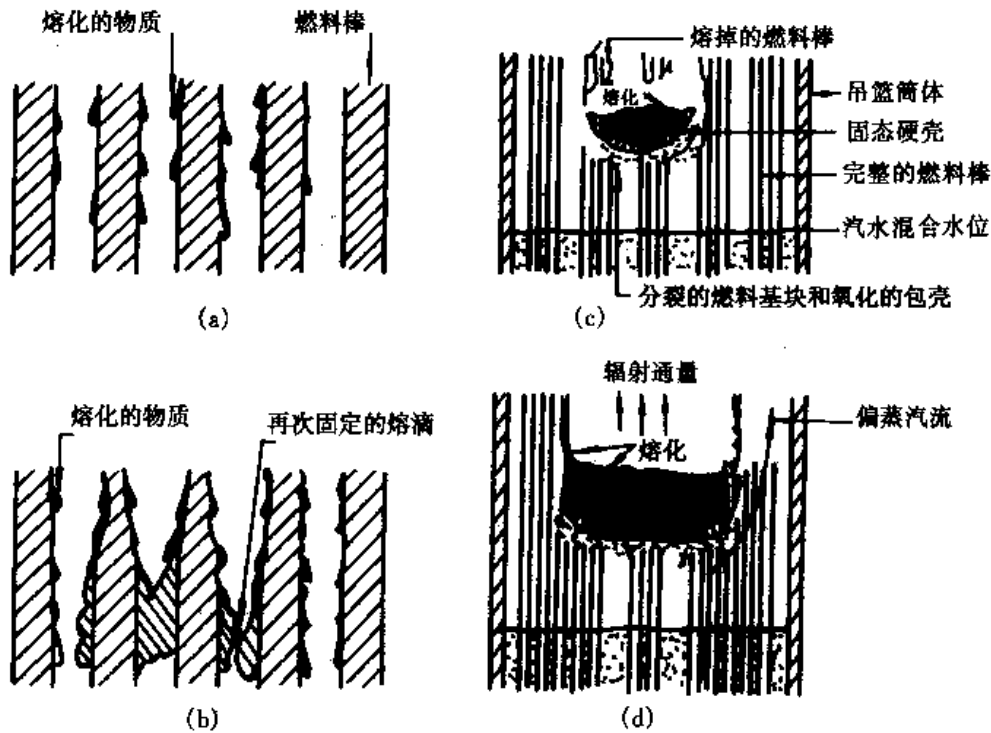 熔化的物质
燃料棒
(a)
熔掉的燃料棒
熔化
吊篮筒体
固态硬壳
完整的燃料棒
汽水混合水位
分裂的燃料基块和氧化的包壳
(c)
熔化的物质
再次固定的熔滴
(b)
辐射通量
偏蒸汽流
熔化
(d)